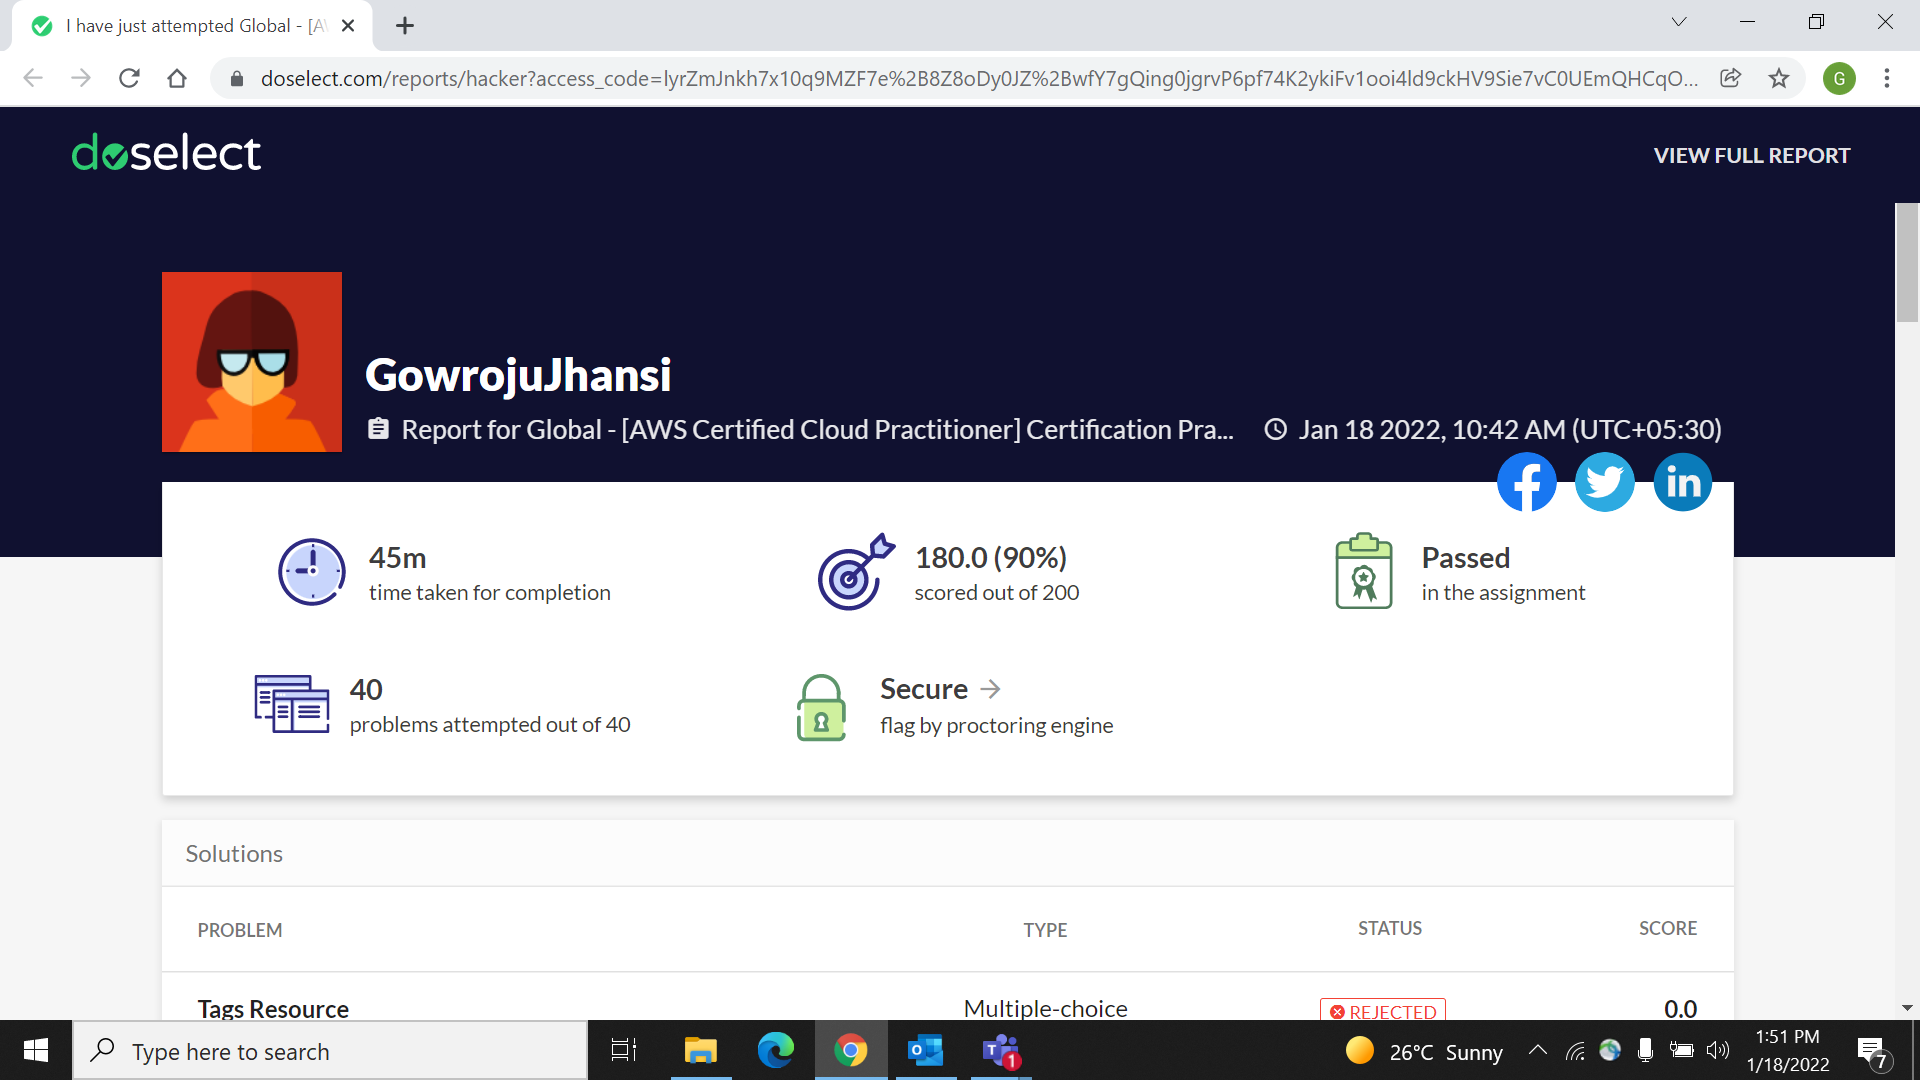 I have just attempted Global - [A
doselect.com/reports/hacker?access_code=lyrZmJnkh7x10q9MZF7e%2B8Z8oDy0JZ%2BwfY7gQing0jgrvP6pf74K2ykiFv1ooi4ld9ckHV9Sie7vC0UEmQHCqO...
G
doselect
VIEW FULL REPORT
GowrojuJhansi
Report for Global - [AWS Certified Cloud Practitioner] Certification Pra...
Jan 18 2022, 10:42 AM (UTC+05:30)
45m
time taken for completion
180.0 (90%)
scored out of 200
Passed
in the assignment
40
problems attempted out of 40
Secure →
flag by proctoring engine
Solutions
PROBLEM TYPE STATUS SCORE
Tags Resource Multiple-choice REJECTED 0.0
Type here to search
1
26°C Sunny
1:51 PM
1/18/2022
7